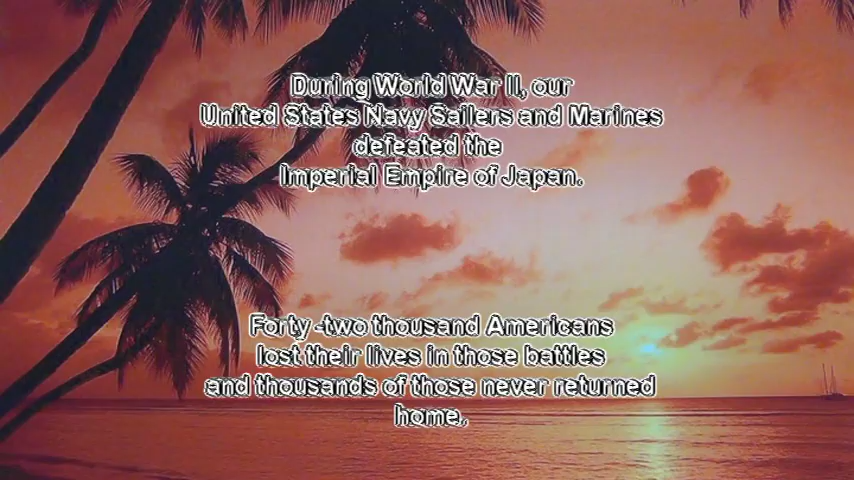 During World War II, our
United States Navy Sailers and Marines
defeated the
Imperial Empire of Japan.
Forty -two thousand Americans
lost their lives in those battles
and thousands of those never returned
home.